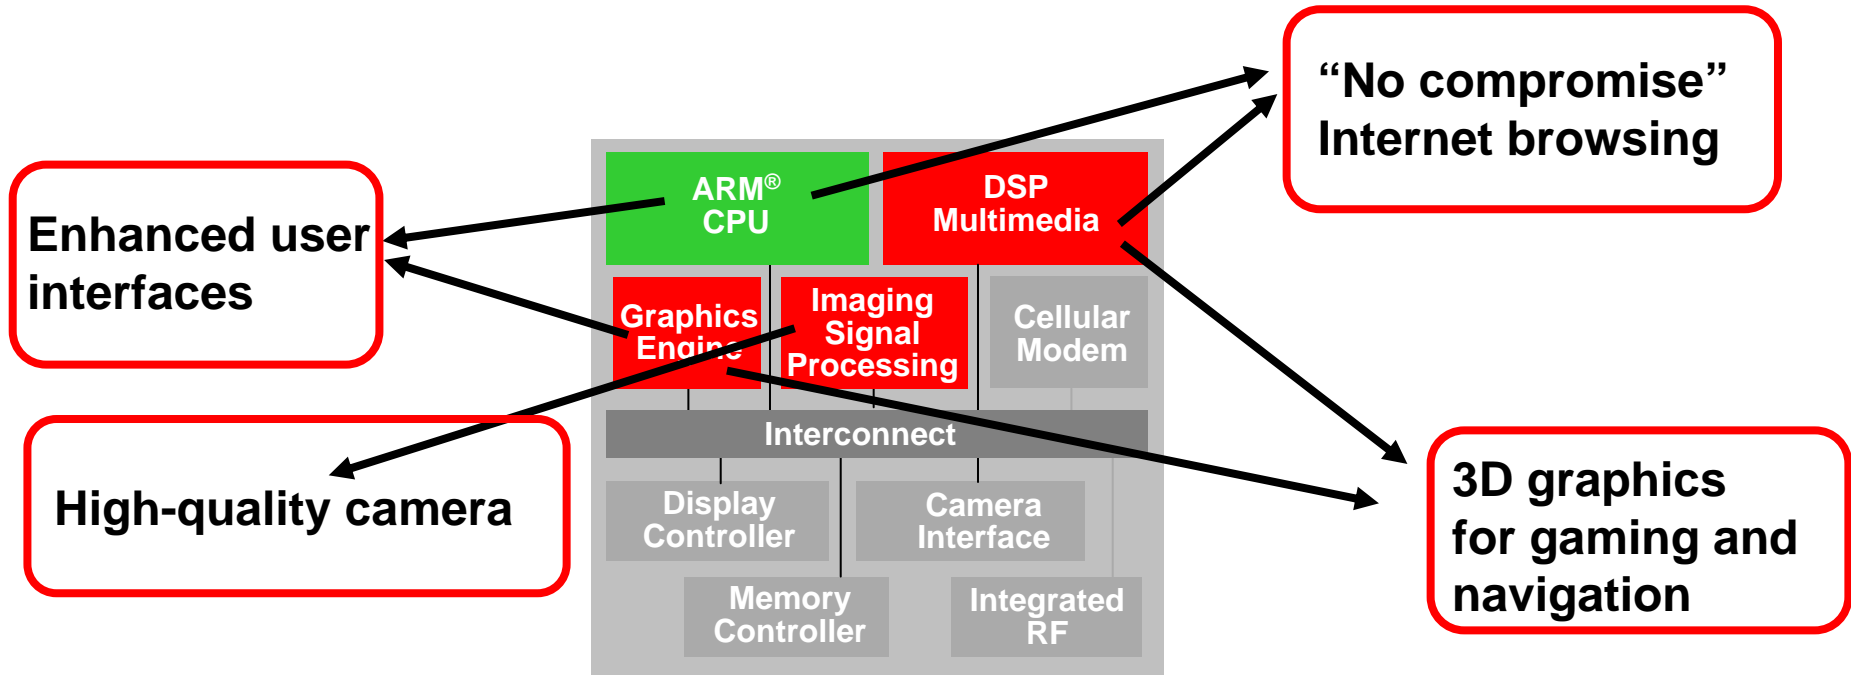 “No compromise”
Internet browsing
ARM®
CPU
DSP
Multimedia
Enhanced user
interfaces
Graphics
Engine
Imaging
Signal
Processing
Cellular
Modem
Interconnect
High-quality camera
Display
Controller
Camera
Interface
3D graphics
for gaming and
navigation
Memory
Controller
Integrated
RF